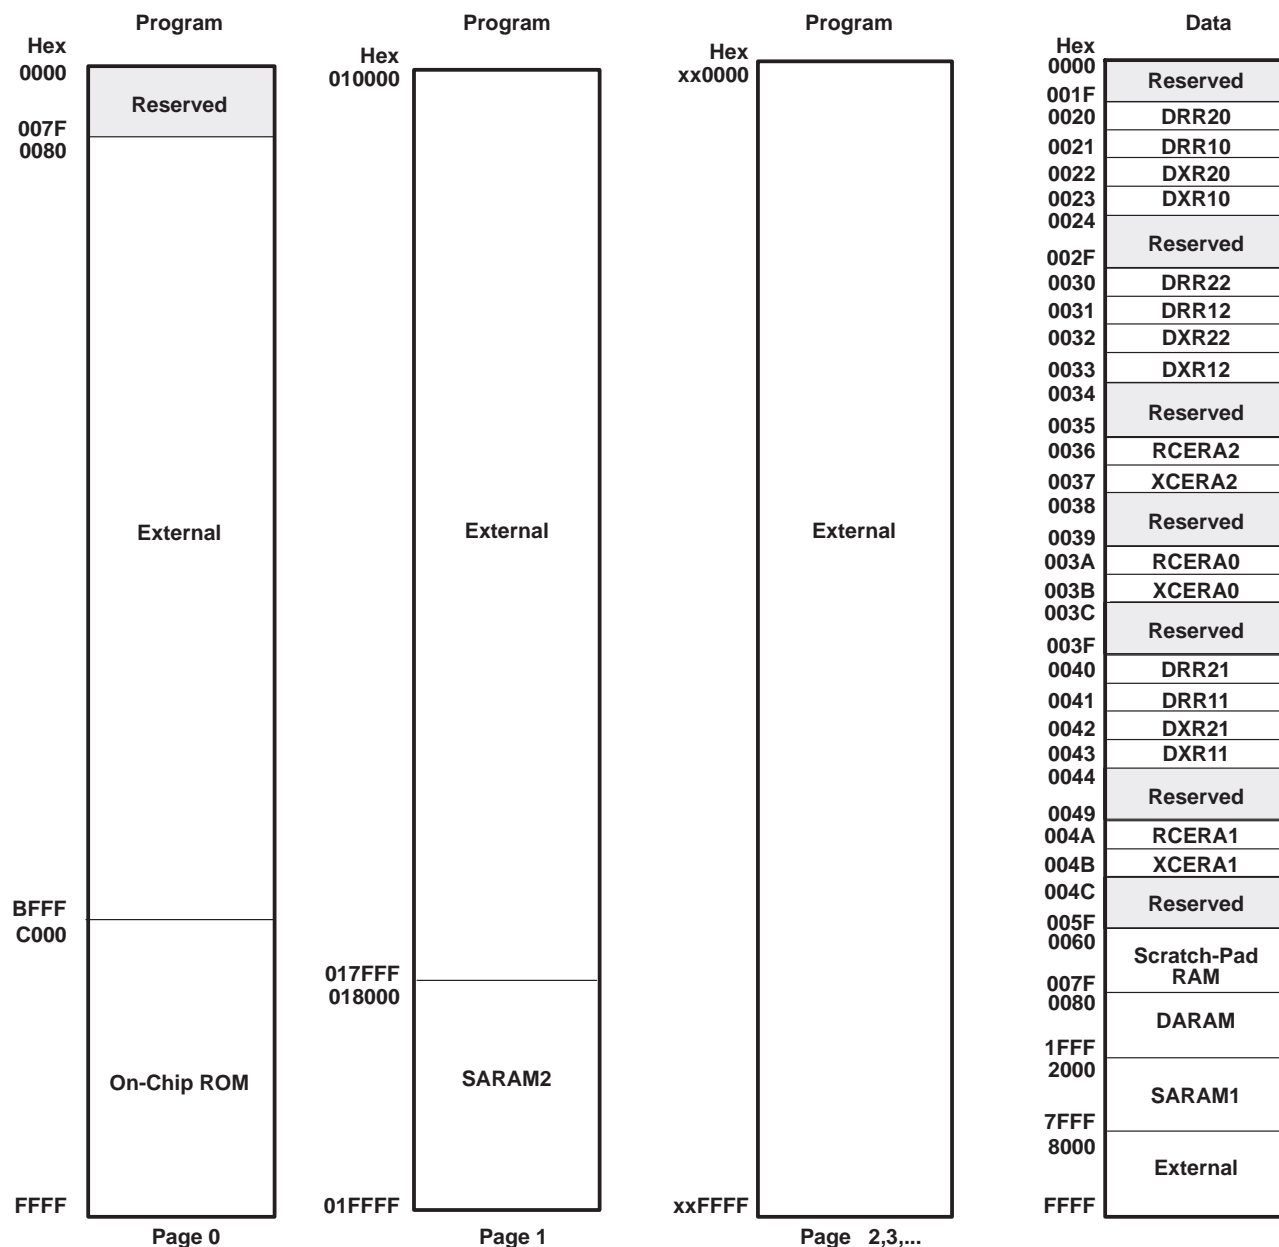 Program
Hex
0000
Reserved
007F
0080
External
BFFF
C000
On-Chip ROM
FFFF
Page 0
Program
Hex
010000
External
017FFF
018000
SARAM2
01FFFF
Page 1
Program
Hex
xx0000
External
xxFFFF
Page 2,3,...
Data
Hex
0000
Reserved
001F
0020 DRR20
0021 DRR10
0022 DXR20
0023 DXR10
0024
Reserved
002F
0030 DRR22
0031 DRR12
0032 DXR22
0033 DXR12
0034
Reserved
0035
0036 RCERA2
0037 XCERA2
0038
Reserved
0039
003A RCERA0
003B XCERA0
003C
Reserved
003F
0040 DRR21
0041 DRR11
0042 DXR21
0043 DXR11
0044
Reserved
0049
004A RCERA1
004B XCERA1
004C
Reserved
005F
0060
Scratch-Pad
RAM
007F
0080
DARAM
1FFF
2000
SARAM1
7FFF
8000
External
FFFF